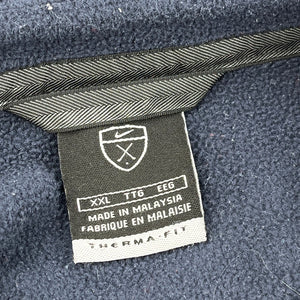 XXL TTG EEG
MADE IN MALAYSIA
FABRIQUE EN MALAISIE
THERMA-FIT